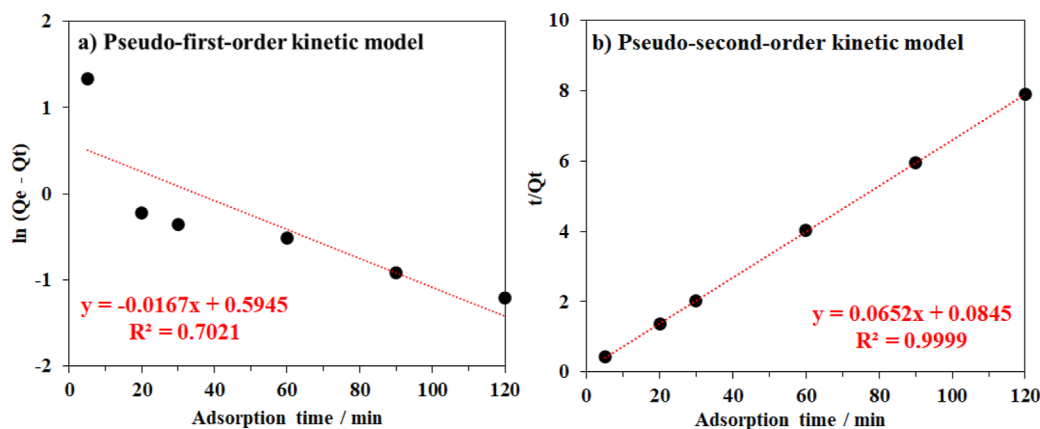 a) Pseudo-first-order kinetic model
2
1
0
-1
-2
ln (Qe - Qt)
y = -0.0167x + 0.5945
R² = 0.7021
0 20 40 60 80 100 120
Adsorption time / min
b) Pseudo-second-order kinetic model
10
8
6
4
2
0
t/Qt
y = 0.0652x + 0.0845
R² = 0.9999
0 20 40 60 80 100 120
Adsorption time / min